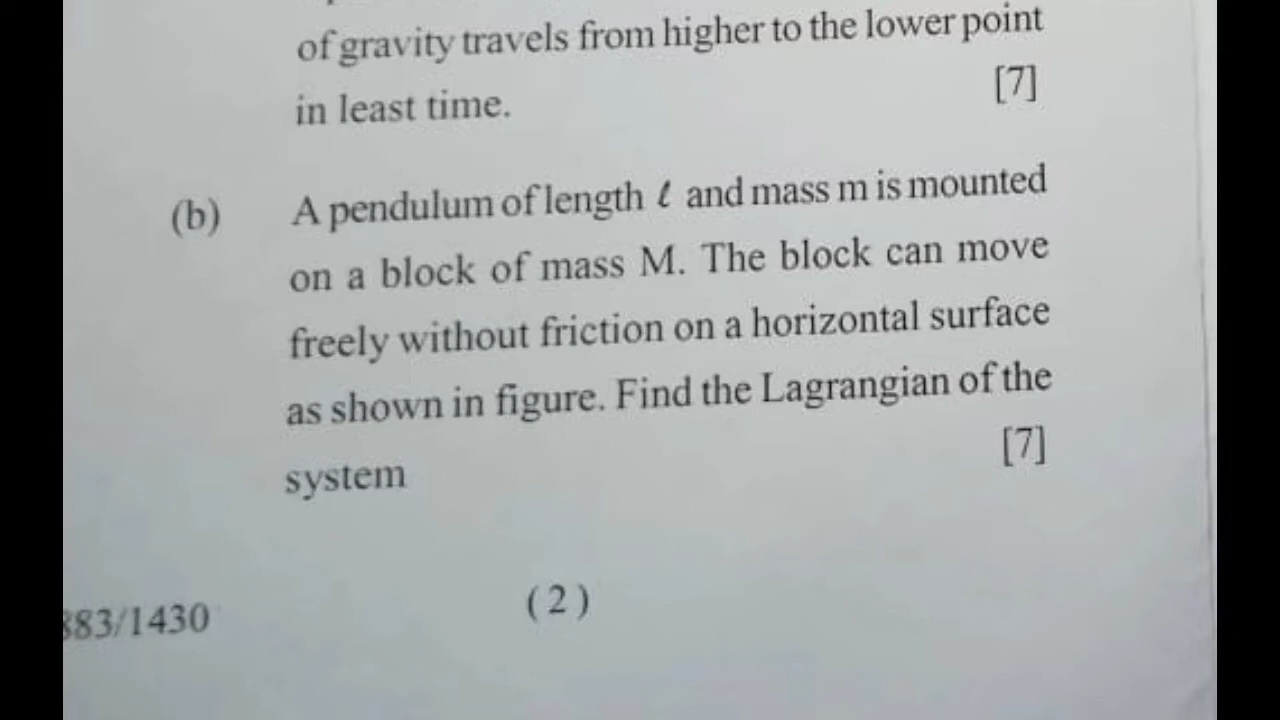 of gravity travels from higher to the lower point
in least time. [7]
(b) A pendulum of length ℓ and mass m is mounted
on a block of mass M. The block can move
freely without friction on a horizontal surface
as shown in figure. Find the Lagrangian of the
system [7]
383/1430 (2)